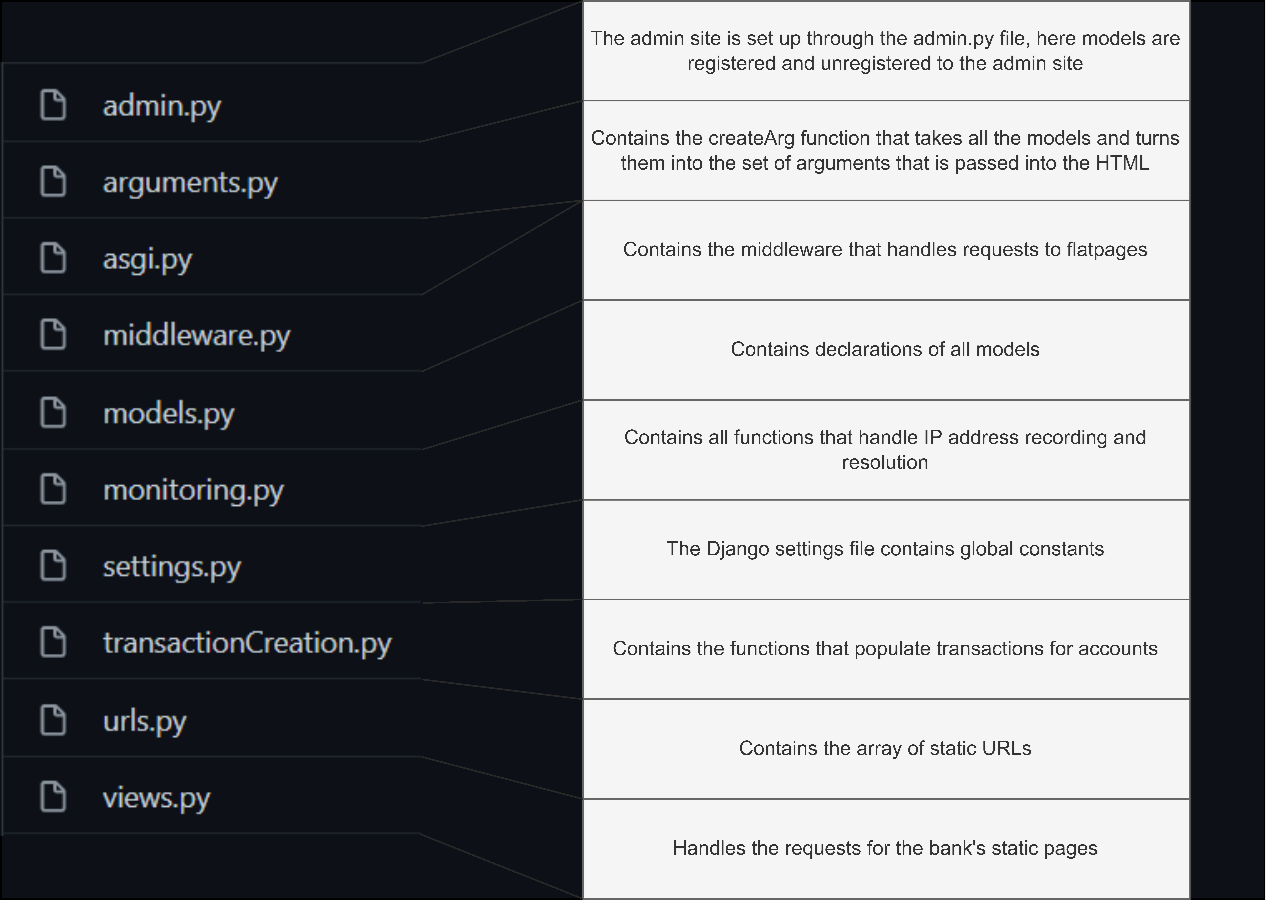 admin.py
arguments.py
asgi.py
middleware.py
models.py
monitoring.py
settings.py
transactionCreation.py
urls.py
views.py
The admin site is set up through the admin.py file, here models are
registered and unregistered to the admin site
Contains the createArg function that takes all the models and turns
them into the set of arguments that is passed into the HTML
Contains the middleware that handles requests to flatpages
Contains declarations of all models
Contains all functions that handle IP address recording and
resolution
The Django settings file contains global constants
Contains the functions that populate transactions for accounts
Contains the array of static URLs
Handles the requests for the bank's static pages